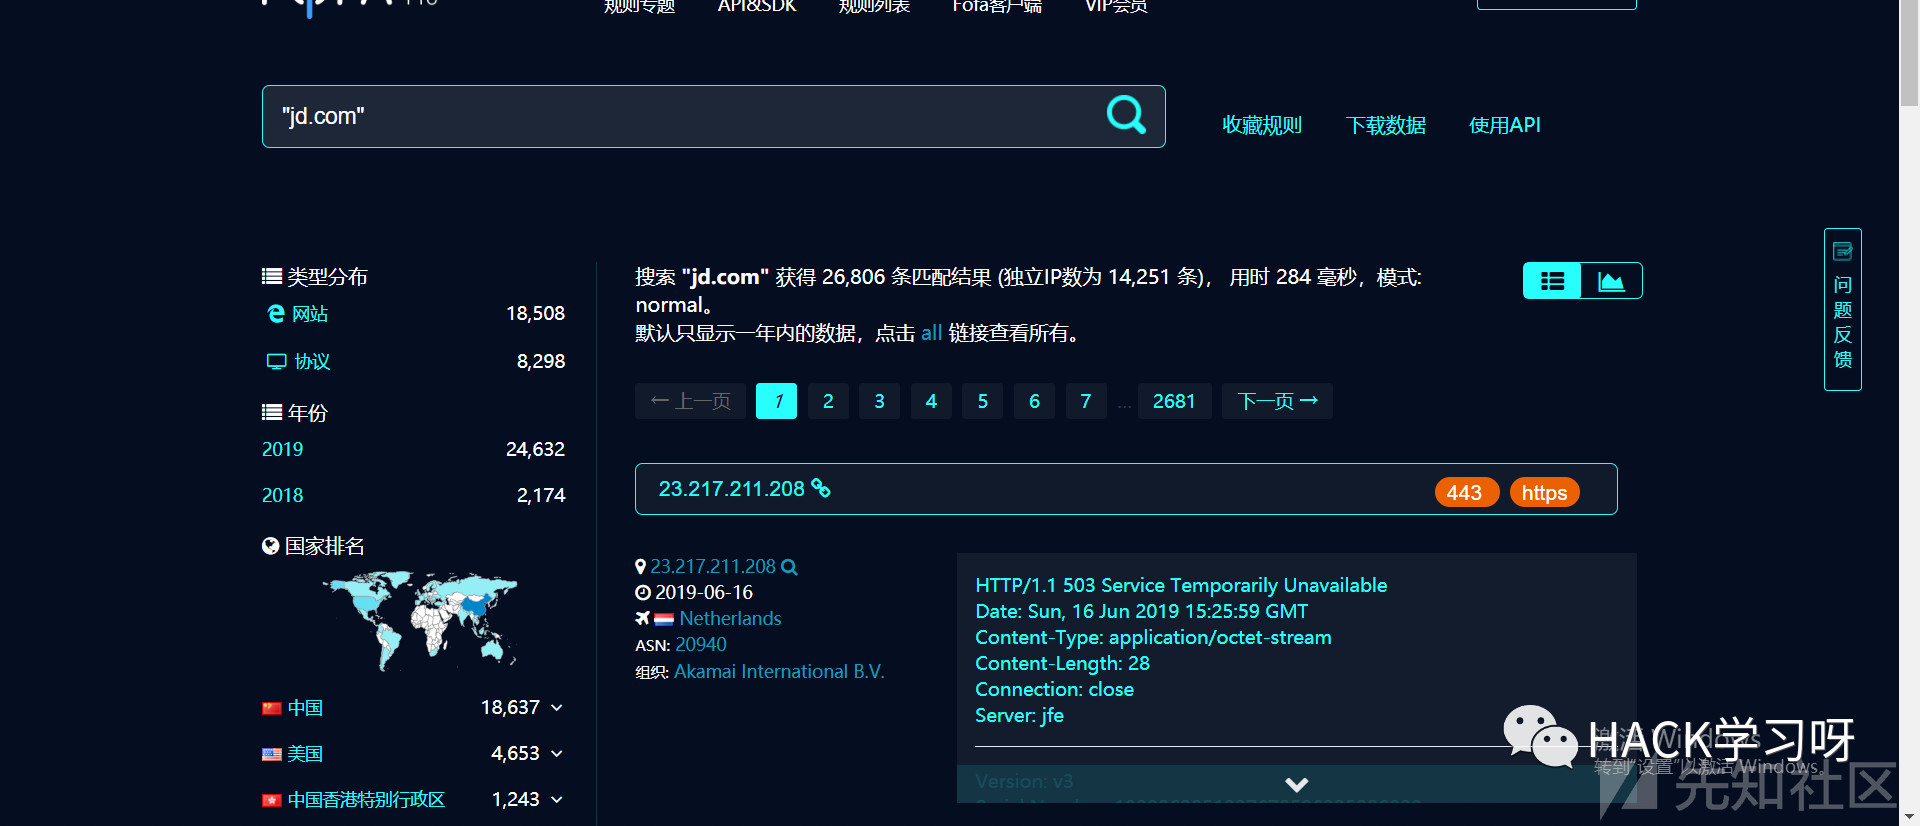 规则专题 API&SDK 规则列表 Fofa客户端 VIP会员
"jd.com"
收藏规则 下载数据 使用API
类型分布
网站 18,508
协议 8,298
年份
2019 24,632
2018 2,174
国家排名
中国 18,637
美国 4,653
中国香港特别行政区 1,243
搜索 "jd.com" 获得 26,806 条匹配结果 (独立IP数为 14,251 条)， 用时 284 毫秒，模式:
normal。
默认只显示一年内的数据，点击 all 链接查看所有。
← 上一页 1 2 3 4 5 6 7 ... 2681 下一页 →
23.217.211.208 443 https
23.217.211.208
2019-06-16
Netherlands
ASN: 20940
组织: Akamai International B.V.
HTTP/1.1 503 Service Temporarily Unavailable
Date: Sun, 16 Jun 2019 15:25:59 GMT
Content-Type: application/octet-stream
Content-Length: 28
Connection: close
Server: jfe
Version: v3
问题反馈
HACK学习呀
激活 Windows
转到"设置"以激活 Windows。
先知社区